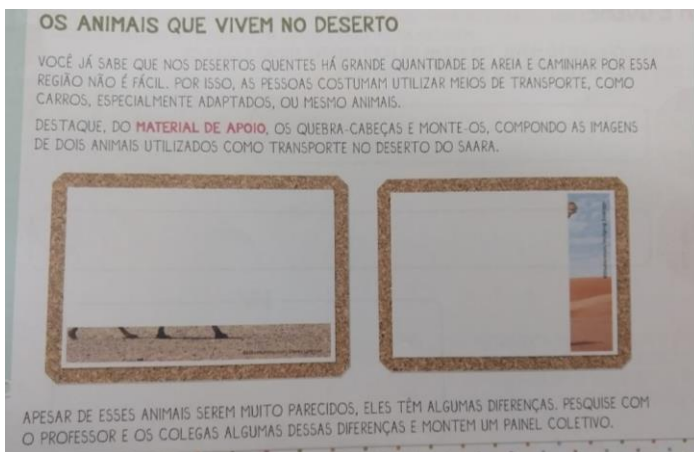 OS ANIMAIS QUE VIVEM NO DESERTO
VOCÊ JÁ SABE QUE NOS DESERTOS QUENTES HÁ GRANDE QUANTIDADE DE AREIA E CAMINHAR POR ESSA
REGIÃO NÃO É FÁCIL. POR ISSO, AS PESSOAS COSTUMAM UTILIZAR MEIOS DE TRANSPORTE, COMO
CARROS, ESPECIALMENTE ADAPTADOS, OU MESMO ANIMAIS.
DESTAQUE, DO MATERIAL DE APOIO, OS QUEBRA-CABEÇAS E MONTE-OS, COMPONDO AS IMAGENS
DE DOIS ANIMAIS UTILIZADOS COMO TRANSPORTE NO DESERTO DO SAARA.
APESAR DE ESSES ANIMAIS SEREM MUITO PARECIDOS, ELES TÊM ALGUMAS DIFERENÇAS. PESQUISE COM
O PROFESSOR E OS COLEGAS ALGUMAS DESSAS DIFERENÇAS E MONTEM UM PAINEL COLETIVO.